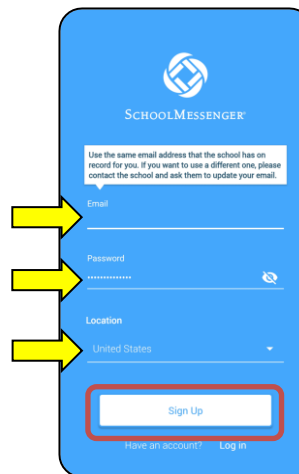 SCHOOLMESSENGER®
Use the same email address that the school has on
record for you. If you want to use a different one, please
contact the school and ask them to update your email.
Email
Password
··············
Location
United States
Sign Up
Have an account? Log in